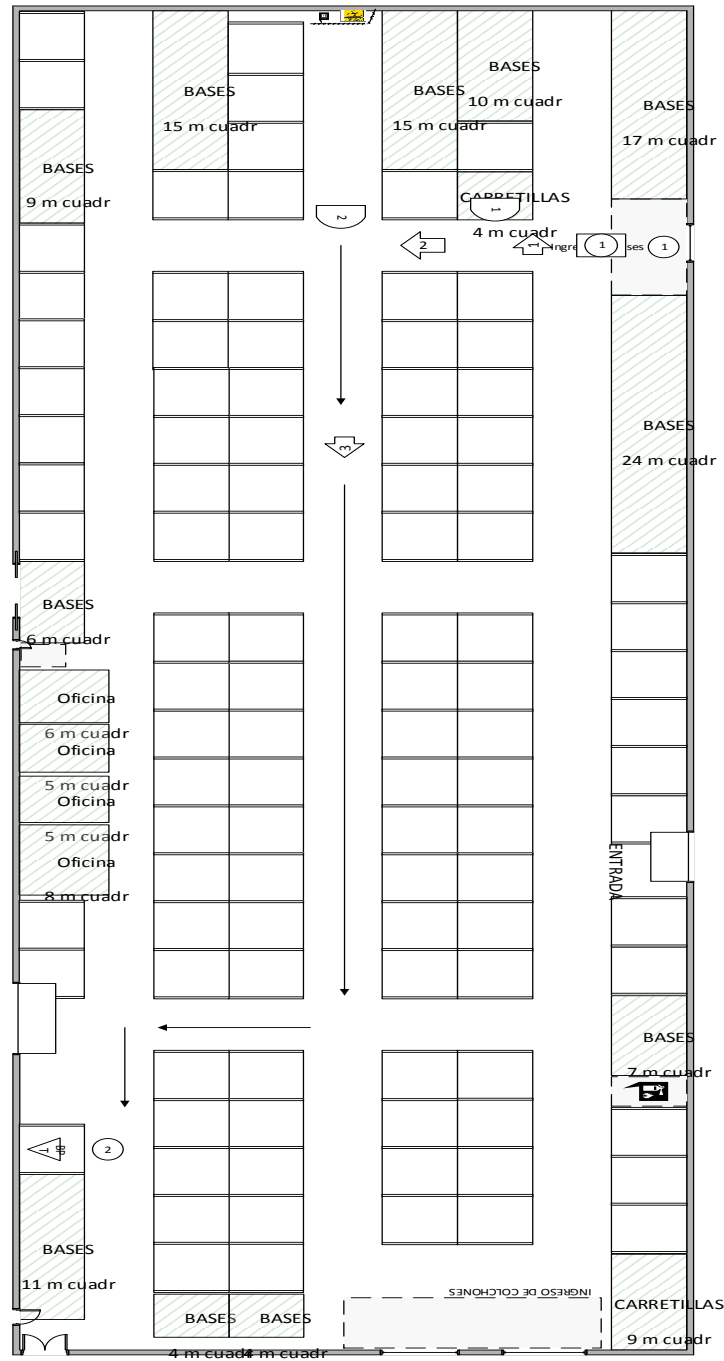 BASES
15 m cuadr
BASES
15 m cuadr
BASES
10 m cuadr
BASES
17 m cuadr
BASES
9 m cuadr
CARRETILLAS
4 m cuadr
2
1
2
1
1
1
BASES
24 m cuadr
3
BASES
6 m cuadr
Oficina
6 m cuadr
Oficina
5 m cuadr
Oficina
5 m cuadr
Oficina
8 m cuadr
ENTRADA
BASES
7 m cuadr
T
2
BASES
11 m cuadr
INGRESO DE COLCHONES
BASES
4 m cuadr
BASES
4 m cuadr
CARRETILLAS
9 m cuadr